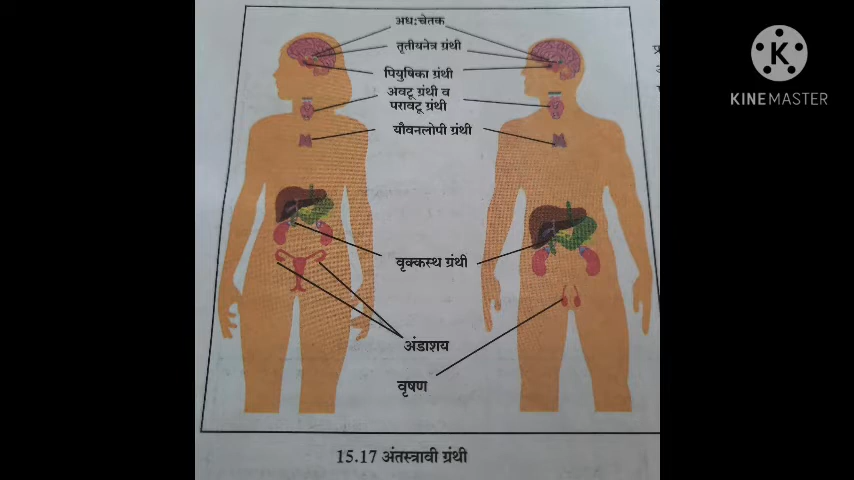 अधःचेतक
तृतीयनेत्र ग्रंथी
पियुषिका ग्रंथी
अवटू ग्रंथी व
परावटू ग्रंथी
यौवनलोपी ग्रंथी
वृक्कस्थ ग्रंथी
अंडाशय
वृषण
15.17 अंतस्त्रावी ग्रंथी
K
KINEMASTER